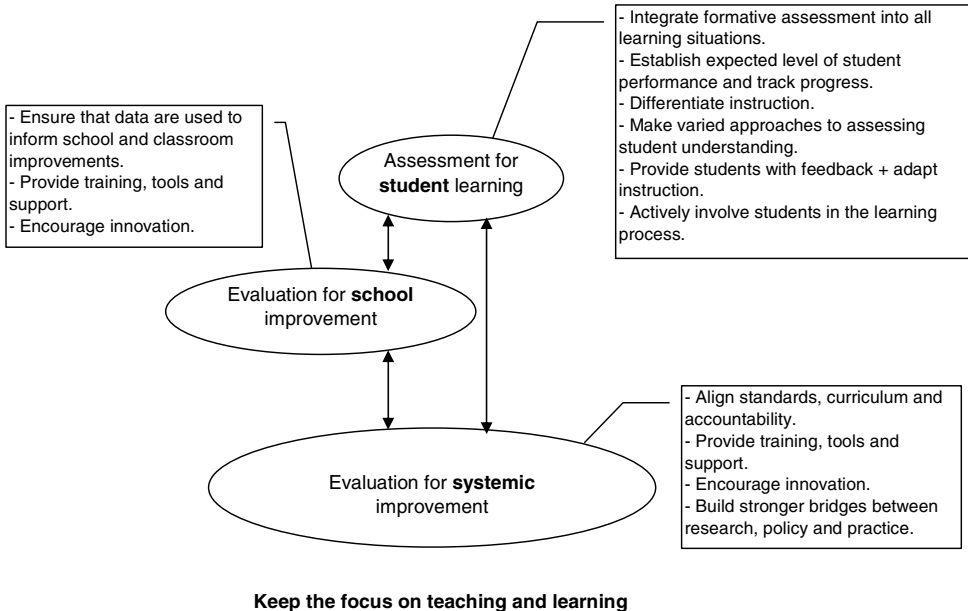 - Integrate formative assessment into all
learning situations.
- Establish expected level of student
performance and track progress.
- Differentiate instruction.
- Make varied approaches to assessing
student understanding.
- Provide students with feedback + adapt
instruction.
- Actively involve students in the learning
process.
- Ensure that data are used to
inform school and classroom
improvements.
- Provide training, tools and
support.
- Encourage innovation.
Assessment for
student learning
Evaluation for school
improvement
- Align standards, curriculum and
accountability.
- Provide training, tools and
support.
- Encourage innovation.
- Build stronger bridges between
research, policy and practice.
Evaluation for systemic
improvement
Keep the focus on teaching and learning